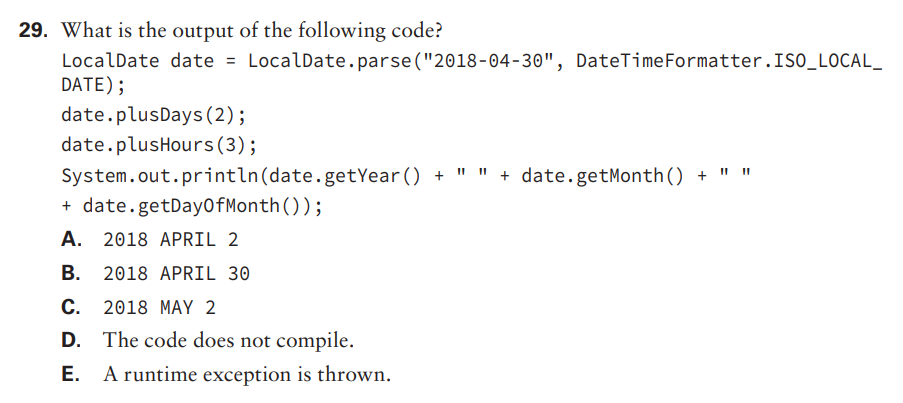 29. What is the output of the following code?
LocalDate date = LocalDate.parse("2018-04-30", DateTimeFormatter.ISO_LOCAL_
DATE);
date.plusDays(2);
date.plusHours(3);
System.out.println(date.getYear() + " " + date.getMonth() + " "
+ date.getDayOfMonth());
A. 2018 APRIL 2
B. 2018 APRIL 30
C. 2018 MAY 2
D. The code does not compile.
E. A runtime exception is thrown.